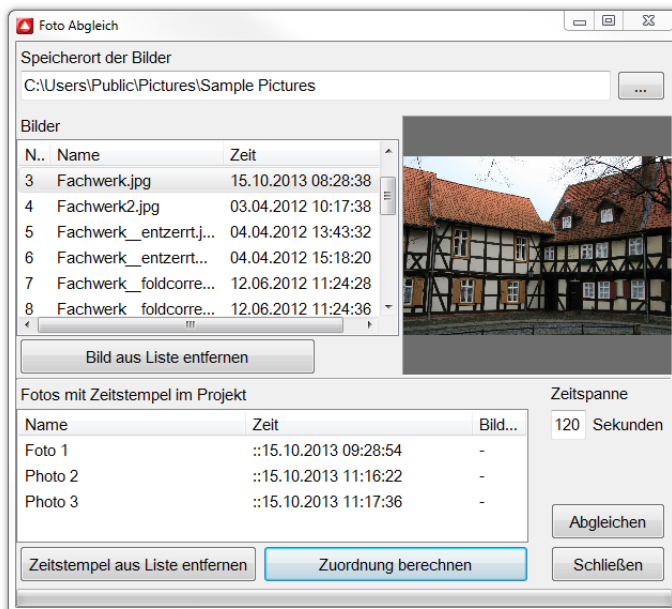 Foto Abgleich
Speicherort der Bilder
C:\Users\Public\Pictures\Sample Pictures
...
Bilder
N.. Name Zeit
3 Fachwerk.jpg 15.10.2013 08:28:38
4 Fachwerk2.jpg 03.04.2012 10:17:38
5 Fachwerk__entzerrt.j... 04.04.2012 13:43:32
6 Fachwerk__entzerrt... 04.04.2012 15:18:20
7 Fachwerk__foldcorre... 12.06.2012 11:24:28
8 Fachwerk__foldcorre... 12.06.2012 11:24:36
Bild aus Liste entfernen
Fotos mit Zeitstempel im Projekt
Zeitspanne
Name Zeit Bild...
120 Sekunden
Foto 1 ::15.10.2013 09:28:54 -
Photo 2 ::15.10.2013 11:16:22 -
Photo 3 ::15.10.2013 11:17:36 -
Abgleichen
Zeitstempel aus Liste entfernen Zuordnung berechnen Schließen